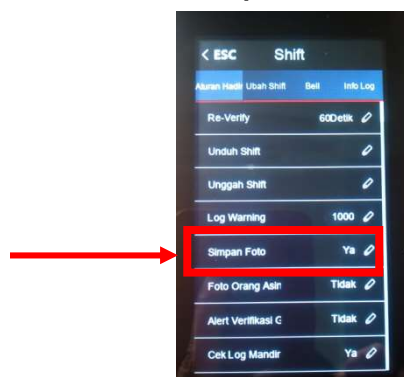 < ESC Shift
Aturan Hadir Ubah Shift Bell Info Log
Re-Verify 60Detik
Unduh Shift
Unggah Shift
Log Warning 1000
Simpan Foto Ya
Foto Orang Asin Tidak
Alert Verifikasi G Tidak
Cek Log Mandir Ya